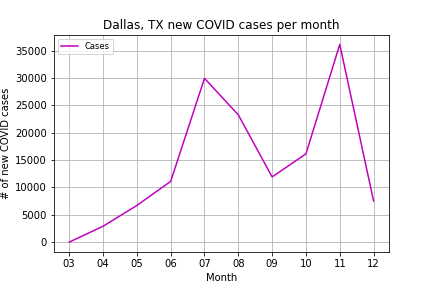 Dallas, TX new COVID cases per month
Cases
35000
30000
25000
20000
15000
10000
5000
0
# of new COVID cases
03 04 05 06 07 08 09 10 11 12
Month